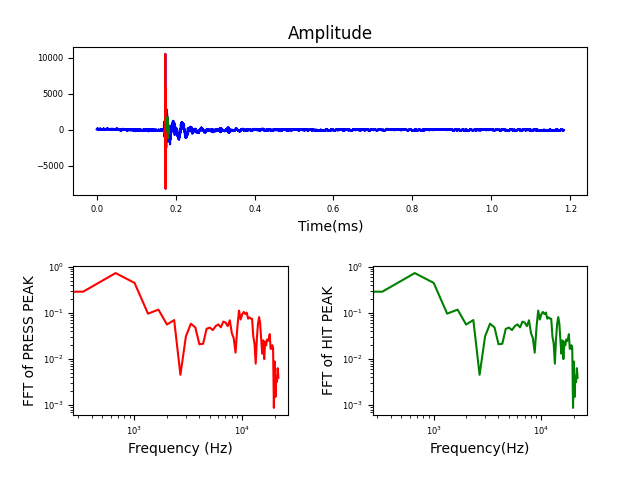 Amplitude
10000
5000
0
−5000
0.0 0.2 0.4 0.6 0.8 1.0 1.2
Time(ms)
FFT of PRESS PEAK
10⁰
10⁻¹
10⁻²
10⁻³
10³ 10⁴
Frequency (Hz)
FFT of HIT PEAK
10⁰
10⁻¹
10⁻²
10⁻³
10³ 10⁴
Frequency(Hz)